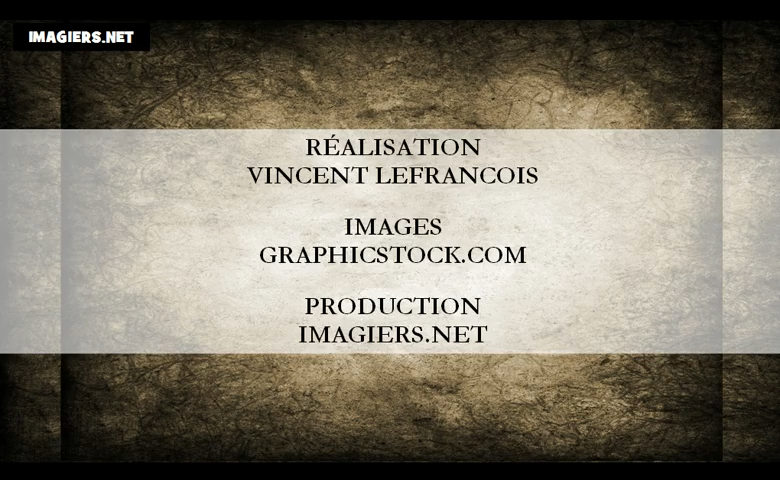 IMAGIERS.NET
RÉALISATION
VINCENT LEFRANCOIS
IMAGES
GRAPHICSTOCK.COM
PRODUCTION
IMAGIERS.NET